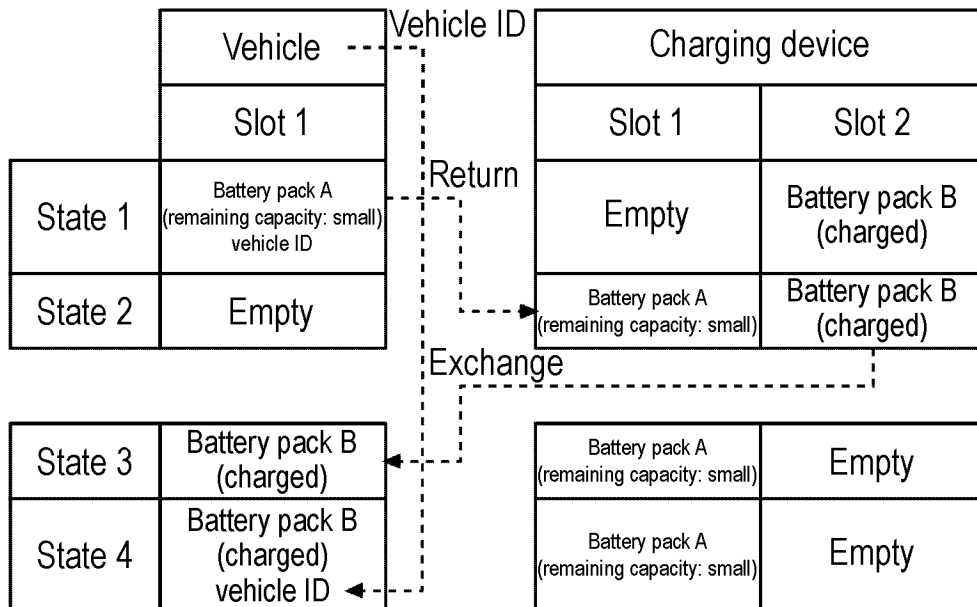 Vehicle
Vehicle ID
Charging device
Slot 1
Slot 1
Slot 2
State 1
Battery pack A
(remaining capacity: small)
vehicle ID
Return
Empty
Battery pack B
(charged)
State 2
Empty
Battery pack A
(remaining capacity: small)
Battery pack B
(charged)
Exchange
State 3
Battery pack B
(charged)
Battery pack A
(remaining capacity: small)
Empty
State 4
Battery pack B
(charged)
vehicle ID
Battery pack A
(remaining capacity: small)
Empty